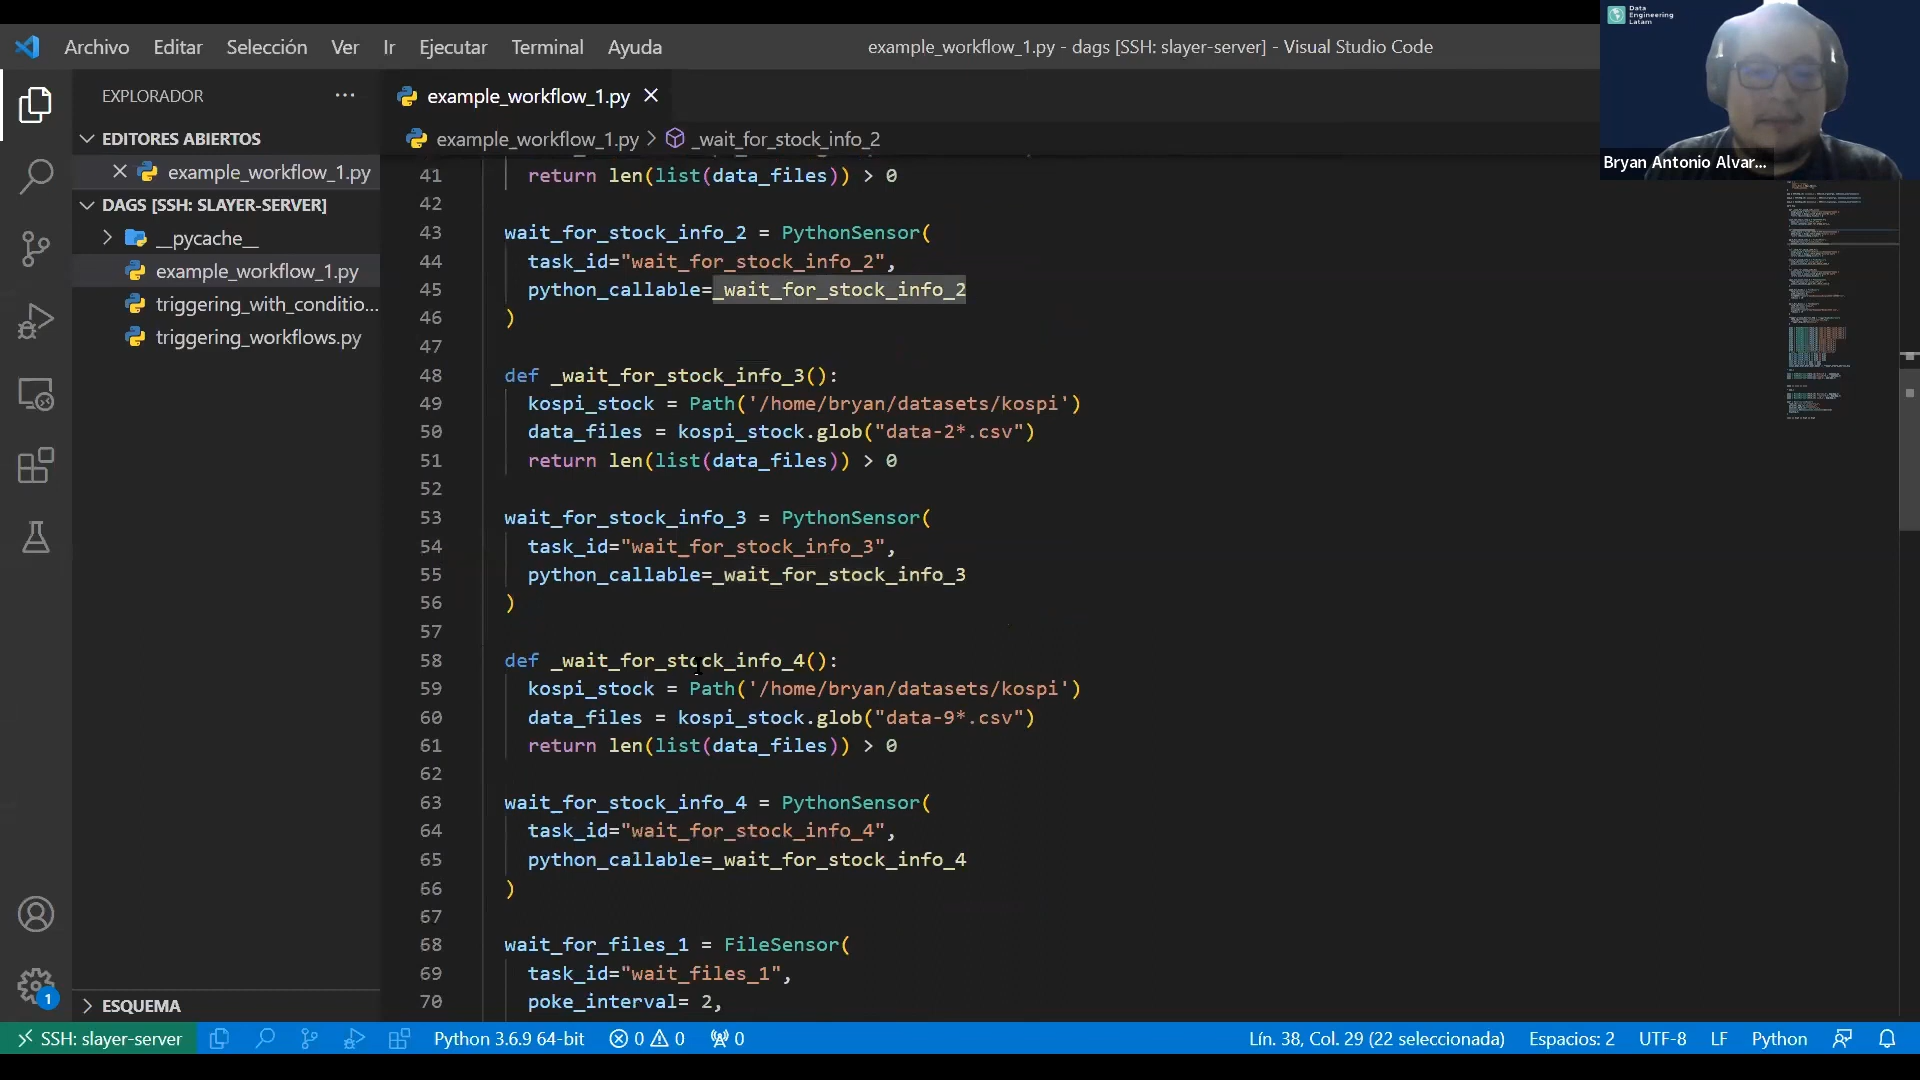 Archivo Editar Selección Ver Ir Ejecutar Terminal Ayuda
example_workflow_1.py - dags [SSH: slayer-server] - Visual Studio Code
Data
Engineering
Latam
Bryan Antonio Alvar...
EXPLORADOR
EDITORES ABIERTOS
example_workflow_1.py
DAGS [SSH: SLAYER-SERVER]
__pycache__
example_workflow_1.py
triggering_with_conditio...
triggering_workflows.py
ESQUEMA
1
example_workflow_1.py
example_workflow_1.py > _wait_for_stock_info_2
41 return len(list(data_files)) > 0
42
43 wait_for_stock_info_2 = PythonSensor(
44 task_id="wait_for_stock_info_2",
45 python_callable=_wait_for_stock_info_2
46 )
47
48 def _wait_for_stock_info_3():
49 kospi_stock = Path('/home/bryan/datasets/kospi')
50 data_files = kospi_stock.glob("data-2*.csv")
51 return len(list(data_files)) > 0
52
53 wait_for_stock_info_3 = PythonSensor(
54 task_id="wait_for_stock_info_3",
55 python_callable=_wait_for_stock_info_3
56 )
57
58 def _wait_for_stock_info_4():
59 kospi_stock = Path('/home/bryan/datasets/kospi')
60 data_files = kospi_stock.glob("data-9*.csv")
61 return len(list(data_files)) > 0
62
63 wait_for_stock_info_4 = PythonSensor(
64 task_id="wait_for_stock_info_4",
65 python_callable=_wait_for_stock_info_4
66 )
67
68 wait_for_files_1 = FileSensor(
69 task_id="wait_files_1",
70 poke_interval= 2,
SSH: slayer-server Python 3.6.9 64-bit 0 0 0 Lín. 38, Col. 29 (22 seleccionada) Espacios: 2 UTF-8 LF Python